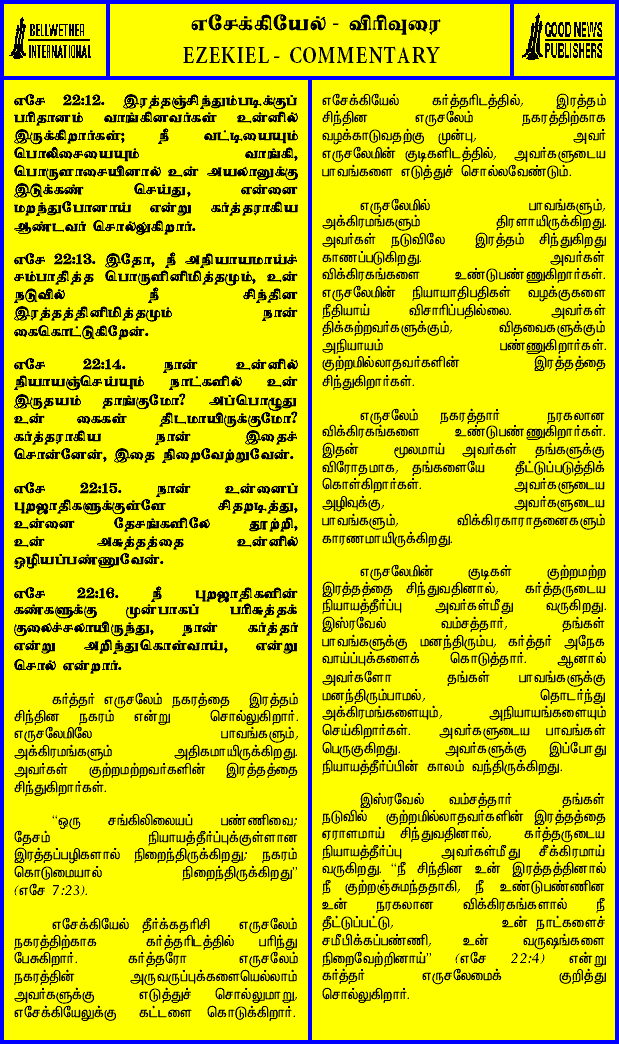 BELLWETHER
INTERNATIONAL
எசேக்கியேல் - விரிவுரை
EZEKIEL - COMMENTARY
GOOD NEWS
PUBLISHERS
எசே 22:12. இரத்தஞ்சிந்தும்படிக்குப்
பரிதானம் வாங்கினவர்கள் உன்னில்
இருக்கிறார்கள்; நீ வட்டியையும்
பொலிசையையும் வாங்கி,
பொருளாசையினால் உன் அயலானுக்கு
இடுக்கண் செய்து, என்னை
மறந்துபோனாய் என்று கர்த்தராகிய
ஆண்டவர் சொல்லுகிறார்.
எசே 22:13. இதோ, நீ அநியாயமாய்ச்
சம்பாதித்த பொருளினிமித்தமும், உன்
நடுவில் நீ சிந்தின
இரத்தத்தினிமித்தமும் நான்
கைகொட்டுகிறேன்.
எசே 22:14. நான் உன்னில்
நியாயஞ்செய்யும் நாட்களில் உன்
இருதயம் தாங்குமோ? அப்பொழுது
உன் கைகள் திடமாயிருக்குமோ?
கர்த்தராகிய நான் இதைச்
சொன்னேன், இதை நிறைவேற்றுவேன்.
எசே 22:15. நான் உன்னைப்
புறஜாதிகளுக்குள்ளே சிதறடித்து,
உன்னை தேசங்களிலே தூற்றி,
உன் அசுத்தத்தை உன்னில்
ஒழியப்பண்ணுவேன்.
எசே 22:16. நீ புறஜாதிகளின்
கண்களுக்கு முன்பாகப் பரிசுத்தக்
குலைச்சலாயிருந்து, நான் கர்த்தர்
என்று அறிந்துகொள்வாய், என்று
சொல் என்றார்.
கர்த்தர் எருசலேம் நகரத்தை இரத்தம்
சிந்தின நகரம் என்று சொல்லுகிறார்.
எருசலேமிலே பாவங்களும்,
அக்கிரமங்களும் அதிகமாயிருக்கிறது.
அவர்கள் குற்றமற்றவர்களின் இரத்தத்தை
சிந்துகிறார்கள்.
"ஒரு சங்கிலியைப் பண்ணிவை;
தேசம் நியாயத்தீர்ப்புக்குள்ளான
இரத்தப்பழிகளால் நிறைந்திருக்கிறது; நகரம்
கொடுமையால் நிறைந்திருக்கிறது"
(எசே 7:23).
எசேக்கியேல் தீர்க்கதரிசி எருசலேம்
நகரத்திற்காக கர்த்தரிடத்தில் பரிந்து
பேசுகிறார். கர்த்தரோ எருசலேம்
நகரத்தின் அருவருப்புக்களையெல்லாம்
அவர்களுக்கு எடுத்துச் சொல்லுமாறு,
எசேக்கியேலுக்கு கட்டளை கொடுக்கிறார்.
எசேக்கியேல் கர்த்தரிடத்தில், இரத்தம்
சிந்தின எருசலேம் நகரத்திற்காக
வழக்காடுவதற்கு முன்பு, அவர்
எருசலேமின் குடிகளிடத்தில், அவர்களுடைய
பாவங்களை எடுத்துச் சொல்லவேண்டும்.
எருசலேமில் பாவங்களும்,
அக்கிரமங்களும் திரளாயிருக்கிறது.
அவர்கள் நடுவிலே இரத்தம் சிந்துகிறது
காணப்படுகிறது. அவர்கள்
விக்கிரகங்களை உண்டுபண்ணுகிறார்கள்.
எருசலேமின் நியாயாதிபதிகள் வழக்குகளை
நீதியாய் விசாரிப்பதில்லை. அவர்கள்
திக்கற்றவர்களுக்கும், விதவைகளுக்கும்
அநியாயம் பண்ணுகிறார்கள்.
குற்றமில்லாதவர்களின் இரத்தத்தை
சிந்துகிறார்கள்.
எருசலேம் நகரத்தார் நரகலான
விக்கிரகங்களை உண்டுபண்ணுகிறார்கள்.
இதன் மூலமாய் அவர்கள் தங்களுக்கு
விரோதமாக, தங்களையே தீட்டுப்படுத்திக்
கொள்கிறார்கள். அவர்களுடைய
அழிவுக்கு, அவர்களுடைய
பாவங்களும், விக்கிரகாராதனைகளும்
காரணமாயிருக்கிறது.
எருசலேமின் குடிகள் குற்றமற்ற
இரத்தத்தை சிந்துவதினால், கர்த்தருடைய
நியாயத்தீர்ப்பு அவர்கள்மீது வருகிறது.
இஸ்ரவேல் வம்சத்தார், தங்கள்
பாவங்களுக்கு மனந்திரும்ப, கர்த்தர் அநேக
வாய்ப்புக்களைக் கொடுத்தார். ஆனால்
அவர்களோ தங்கள் பாவங்களுக்கு
மனந்திரும்பாமல், தொடர்ந்து
அக்கிரமங்களையும், அநியாயங்களையும்
செய்கிறார்கள். அவர்களுடைய பாவங்கள்
பெருகுகிறது. அவர்களுக்கு இப்போது
நியாயத்தீர்ப்பின் காலம் வந்திருக்கிறது.
இஸ்ரவேல் வம்சத்தார் தங்கள்
நடுவில் குற்றமில்லாதவர்களின் இரத்தத்தை
ஏராளமாய் சிந்துவதினால், கர்த்தருடைய
நியாயத்தீர்ப்பு அவர்கள்மீது சீக்கிரமாய்
வருகிறது. "நீ சிந்தின உன் இரத்தத்தினால்
நீ குற்றஞ்சுமந்ததாகி, நீ உண்டுபண்ணின
உன் நரகலான விக்கிரகங்களால் நீ
தீட்டுப்பட்டு, உன் நாட்களைச்
சமீபிக்கப்பண்ணி, உன் வருஷங்களை
நிறைவேற்றினாய்" (எசே 22:4) என்று
கர்த்தர் எருசலேமைக் குறித்து
சொல்லுகிறார்.